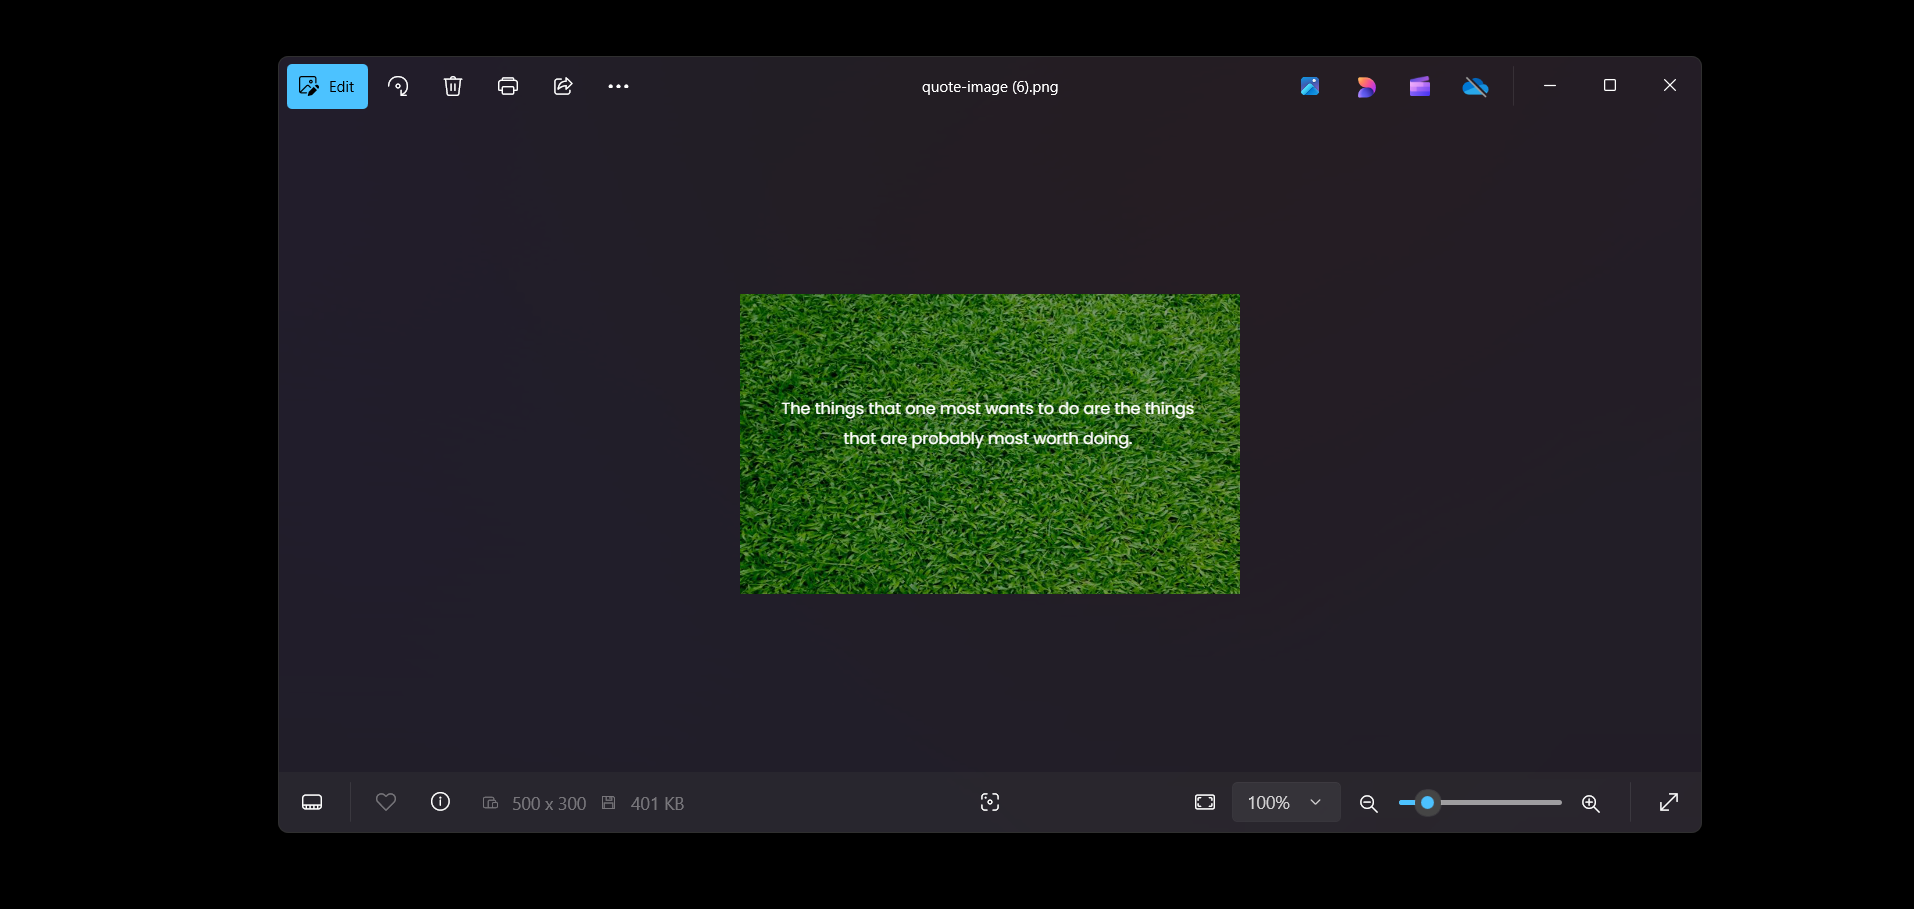 Edit
quote-image (6).png
The things that one most wants to do are the things
that are probably most worth doing.
500 x 300
401 KB
100%